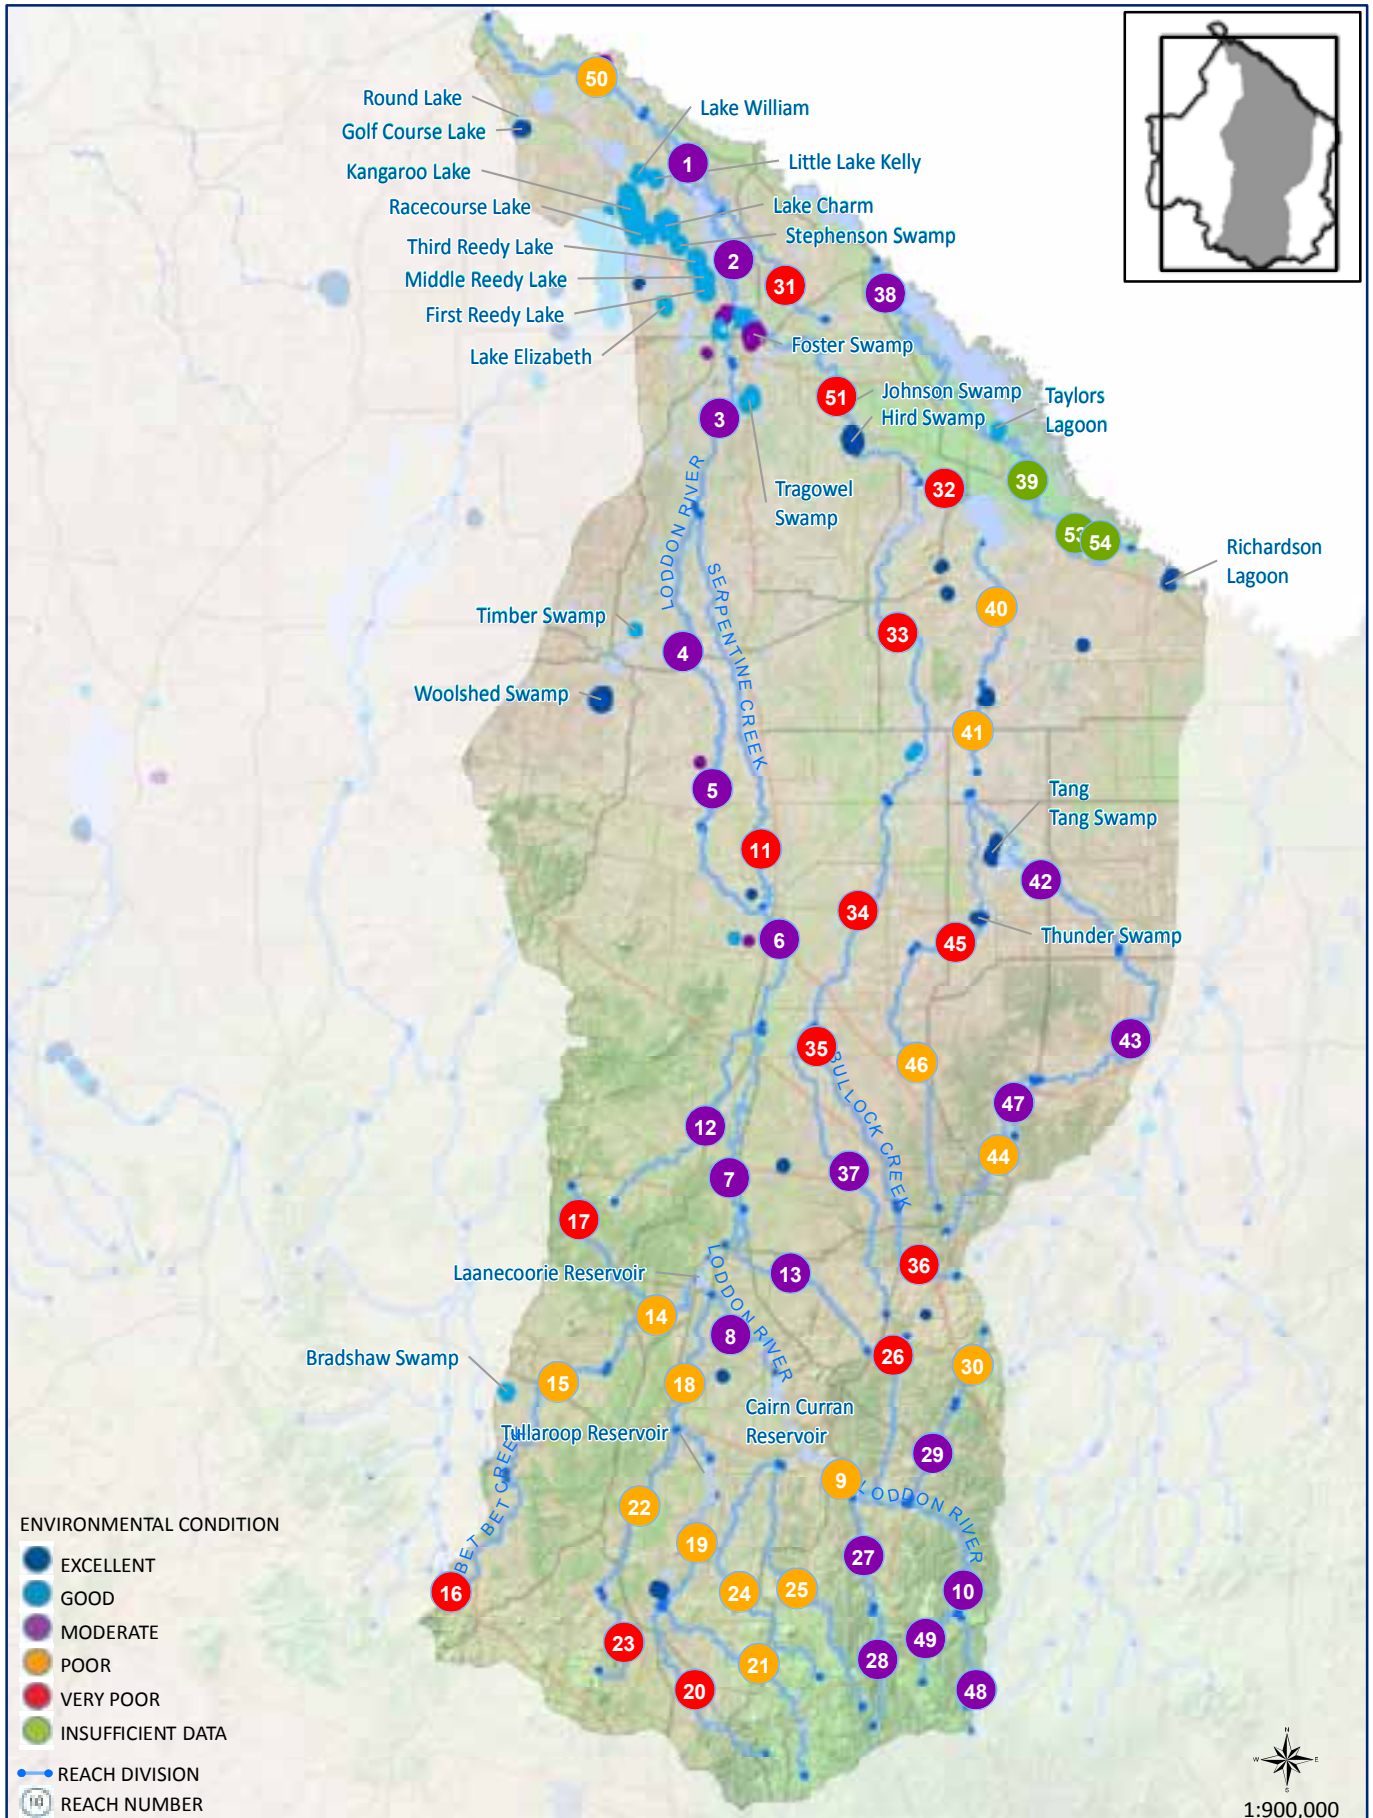 50
Round Lake
Lake William
Golf Course Lake
1
Little Lake Kelly
Kangaroo Lake
Racecourse Lake
Lake Charm
Stephenson Swamp
Third Reedy Lake
2
Middle Reedy Lake
31
38
First Reedy Lake
Foster Swamp
Lake Elizabeth
51
Johnson Swamp
Hird Swamp
Taylors
Lagoon
3
LODDON RIVER
Tragowel
Swamp
32
39
53
54
Richardson
Lagoon
SERPENTINE CREEK
40
Timber Swamp
33
4
Woolshed Swamp
41
5
Tang
Tang Swamp
11
42
34
6
45
Thunder Swamp
35
43
46
BULLOCK CREEK
47
12
44
7
37
17
36
Laanecoorie Reservoir
LODDON RIVER
13
14
8
26
Bradshaw Swamp
15
18
30
Cairn Curran
Reservoir
Tullaroop Reservoir
29
9
LODDON RIVER
BET BET CREEK
22
19
27
16
24
25
10
23
49
21
28
20
48
ENVIRONMENTAL CONDITION
EXCELLENT
GOOD
MODERATE
POOR
VERY POOR
INSUFFICIENT DATA
REACH DIVISION
REACH NUMBER
N
W
E
S
1:900,000